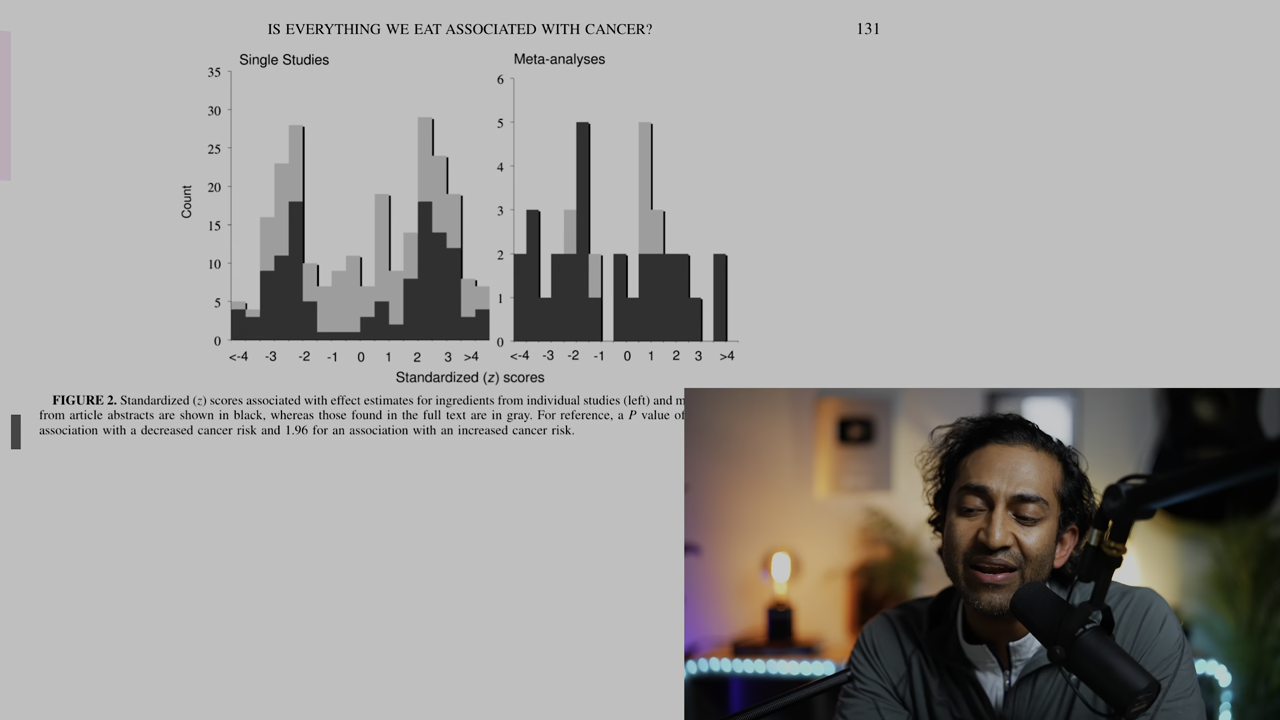 IS EVERYTHING WE EAT ASSOCIATED WITH CANCER? 131
Single Studies
Meta-analyses
35
30
25
20
15
10
5
0
Count
<-4 -3 -2 -1 0 1 2 3 >4
6
5
4
3
2
1
0
<-4 -3 -2 -1 0 1 2 3 >4
Standardized (z) scores
FIGURE 2. Standardized (z) scores associated with effect estimates for ingredients from individual studies (left) and m
from article abstracts are shown in black, whereas those found in the full text are in gray. For reference, a P value of
association with a decreased cancer risk and 1.96 for an association with an increased cancer risk.